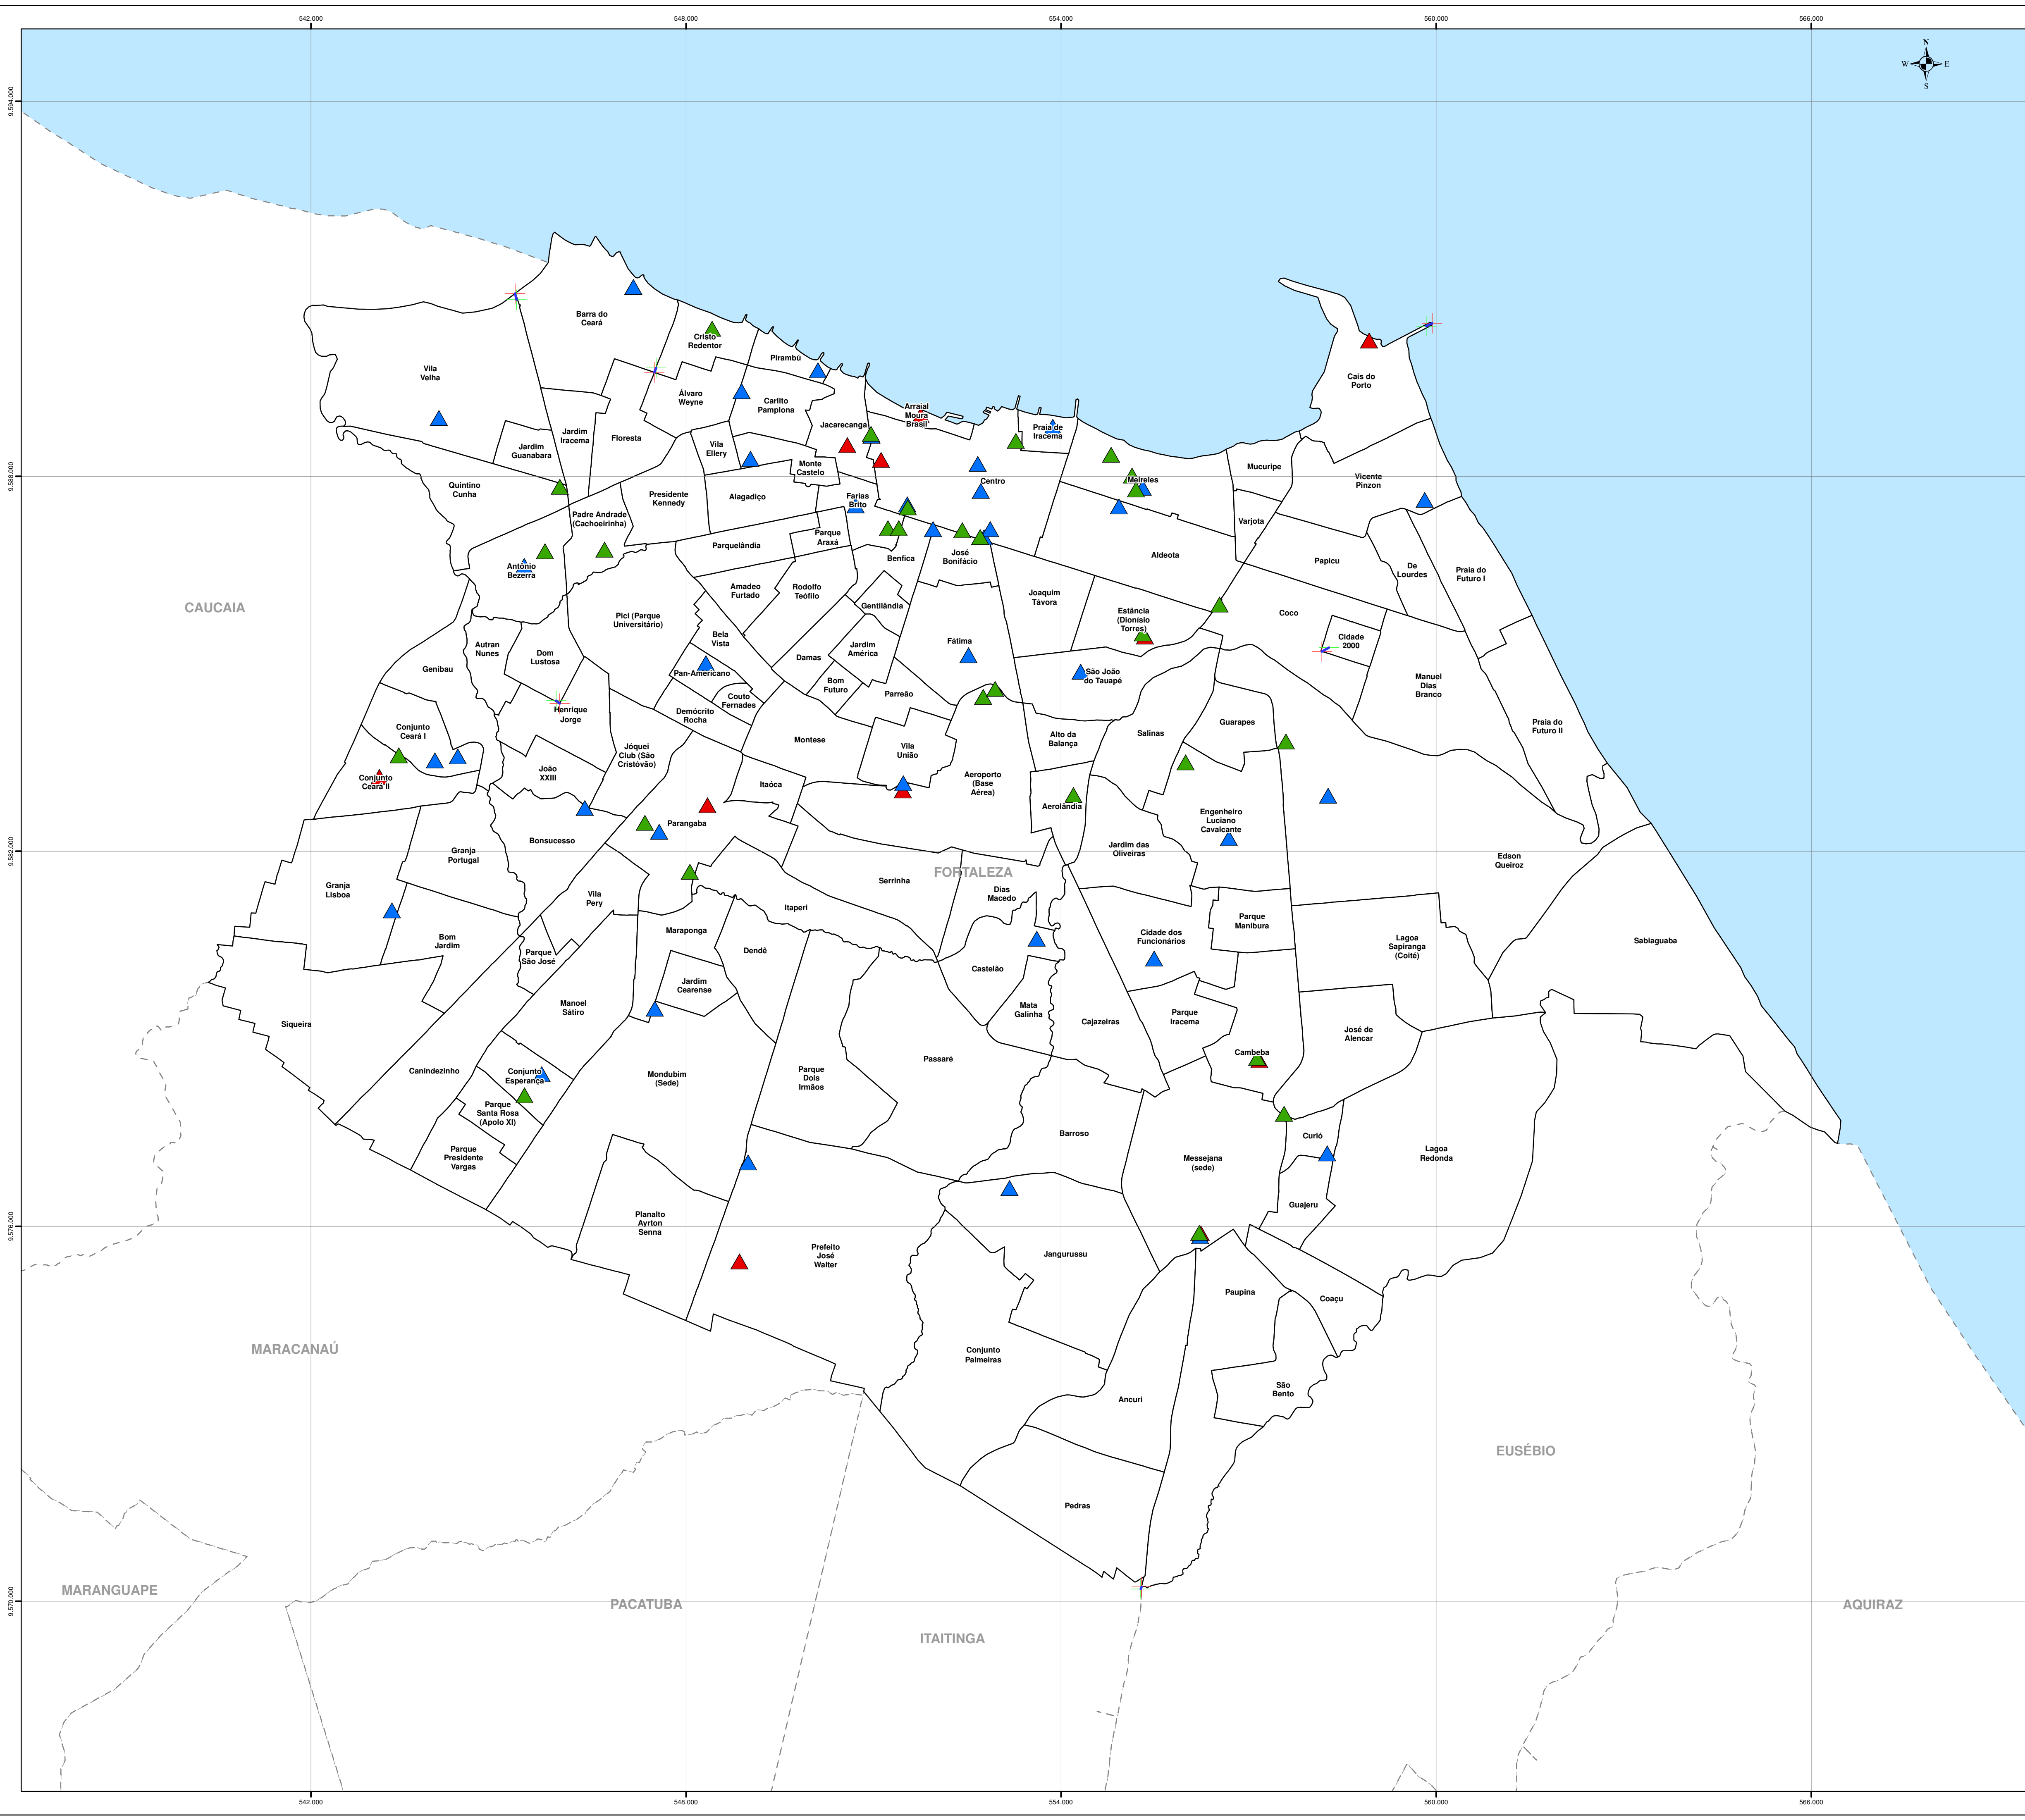 542.000
548.000
554.000
560.000
566.000
N
W
E
S
9.594.000
9.588.000
9.582.000
9.576.000
9.570.000
Barra do
Ceará
Cristo
Redentor
Pirambú
Vila
Velha
Álvaro
Weyne
Carlito
Pamplona
Cais do
Porto
Arraial
Moura
Brasil
Jacarecanga
Praia de
Iracema
Jardim
Guanabara
Jardim
Iracema
Floresta
Vila
Ellery
Monte
Castelo
Mucuripe
Quintino
Cunha
Presidente
Kennedy
Alagadiço
Farias
Brito
Centro
Meireles
Vicente
Pinzon
Padre Andrade
(Cachoeirinha)
Parquelândia
Parque
Araxá
Benfica
José
Bonifácio
Varjota
Aldeota
Papicu
De
Lourdes
Praia do
Futuro I
Antônio
Bezerra
CAUCAIA
Amadeo
Furtado
Rodolfo
Teófilo
Gentilândia
Joaquim
Távora
Estância
(Dionísio
Torres)
Coco
Cidade
2000
Pici (Parque
Universitário)
Bela
Vista
Autran
Nunes
Dom
Lustosa
Genibau
Damas
Jardim
América
Fátima
Pan-Americano
Bom
Futuro
Parreão
São João
do Tauapé
Manuel
Dias
Branco
Couto
Fernades
Demócrito
Rocha
Henrique
Jorge
Conjunto
Ceará I
Jóquei
Club (São
Cristóvão)
Montese
Vila
União
Alto da
Balança
Salinas
Guarapes
Praia do
Futuro II
João
XXIII
Conjunto
Ceará II
Itaóca
Aeroporto
(Base
Aérea)
Aerolândia
Parangaba
Engenheiro
Luciano
Cavalcante
Bonsucesso
Granja
Portugal
Jardim das
Oliveiras
Edson
Queiroz
FORTALEZA
Serrinha
Granja
Lisboa
Vila
Pery
Itaperi
Dias
Macedo
Maraponga
Parque
Manibura
Bom
Jardim
Parque
São José
Dendê
Cidade dos
Funcionários
Lagoa
Sapiranga
(Coité)
Sabiaguaba
Castelão
Jardim
Cearense
Manoel
Sátiro
Mata
Galinha
Cajazeiras
Parque
Iracema
Siqueira
José de
Alencar
Passaré
Cambeba
Canindezinho
Conjunto
Esperança
Mondubim
(Sede)
Parque
Dois
Irmãos
Parque
Santa Rosa
(Apolo XI)
Barroso
Curió
Parque
Presidente
Vargas
Messejana
(sede)
Lagoa
Redonda
Guajeru
Planalto
Ayrton
Senna
Prefeito
José
Walter
Jangurussu
Paupina
Coaçu
MARACANAÚ
Conjunto
Palmeiras
São
Bento
Ancuri
EUSÉBIO
Pedras
MARANGUAPE
PACATUBA
AQUIRAZ
ITAITINGA
542.000
548.000
554.000
560.000
566.000